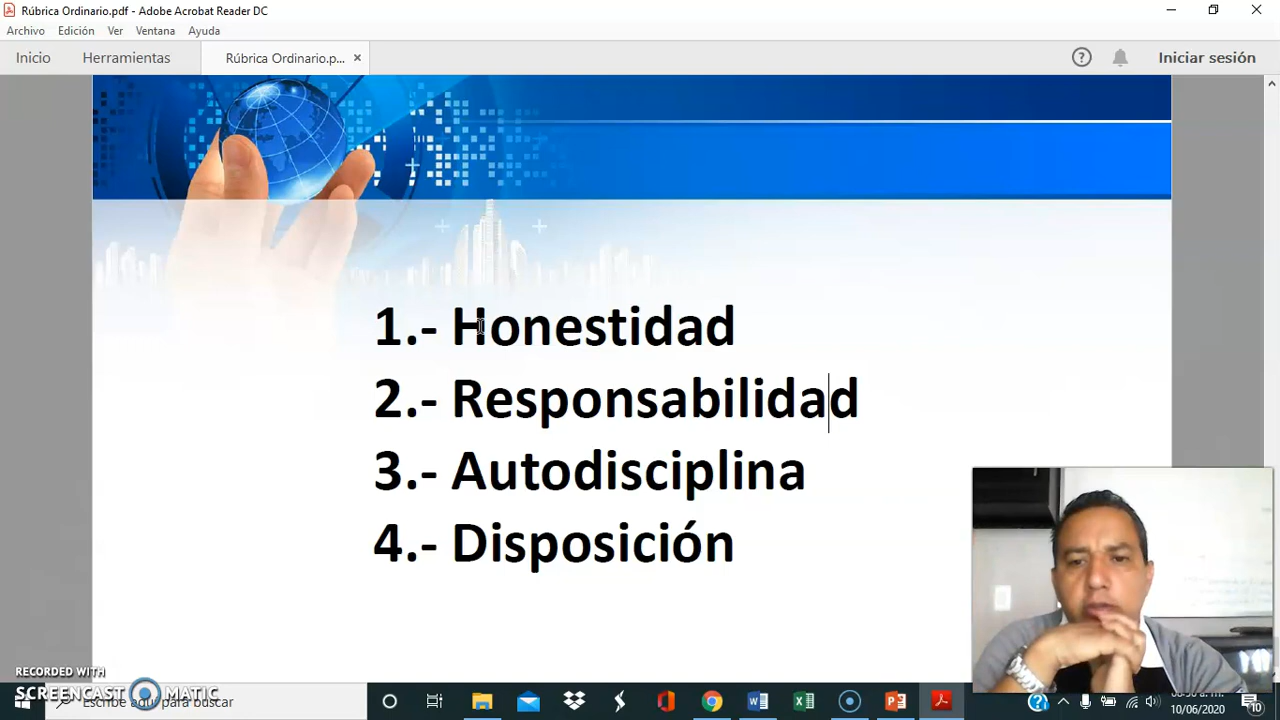 Rúbrica Ordinario.pdf - Adobe Acrobat Reader DC
Archivo Edición Ver Ventana Ayuda
Inicio Herramientas Rúbrica Ordinario.p... × Iniciar sesión
1.- Honestidad
2.- Responsabilidad
3.- Autodisciplina
4.- Disposición
RECORDED WITH
SCREENCAST MATIC
Escribe aquí para buscar
10/06/2020
10